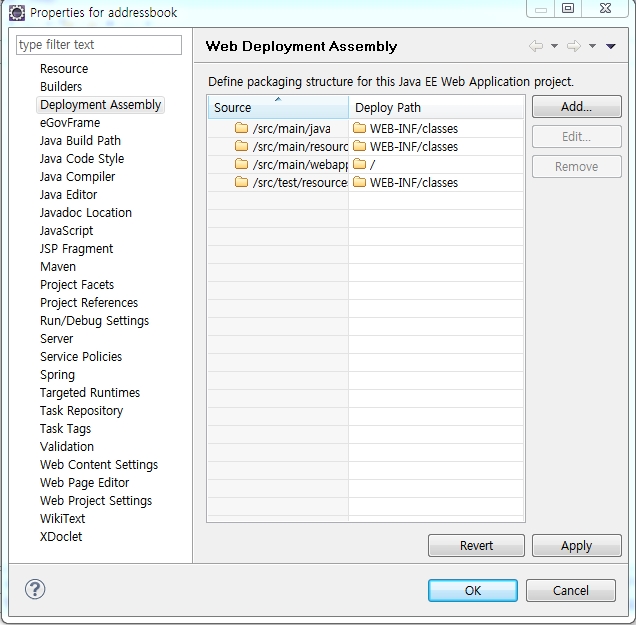 Properties for addressbook
type filter text
Resource
Builders
Deployment Assembly
eGovFrame
Java Build Path
Java Code Style
Java Compiler
Java Editor
Javadoc Location
JavaScript
JSP Fragment
Maven
Project Facets
Project References
Run/Debug Settings
Server
Service Policies
Spring
Targeted Runtimes
Task Repository
Task Tags
Validation
Web Content Settings
Web Page Editor
Web Project Settings
WikiText
XDoclet
Web Deployment Assembly
Define packaging structure for this Java EE Web Application project.
Source Deploy Path
/src/main/java WEB-INF/classes
/src/main/resourc WEB-INF/classes
/src/main/webapp /
/src/test/resource WEB-INF/classes
Add...
Edit...
Remove
Revert Apply
? OK Cancel